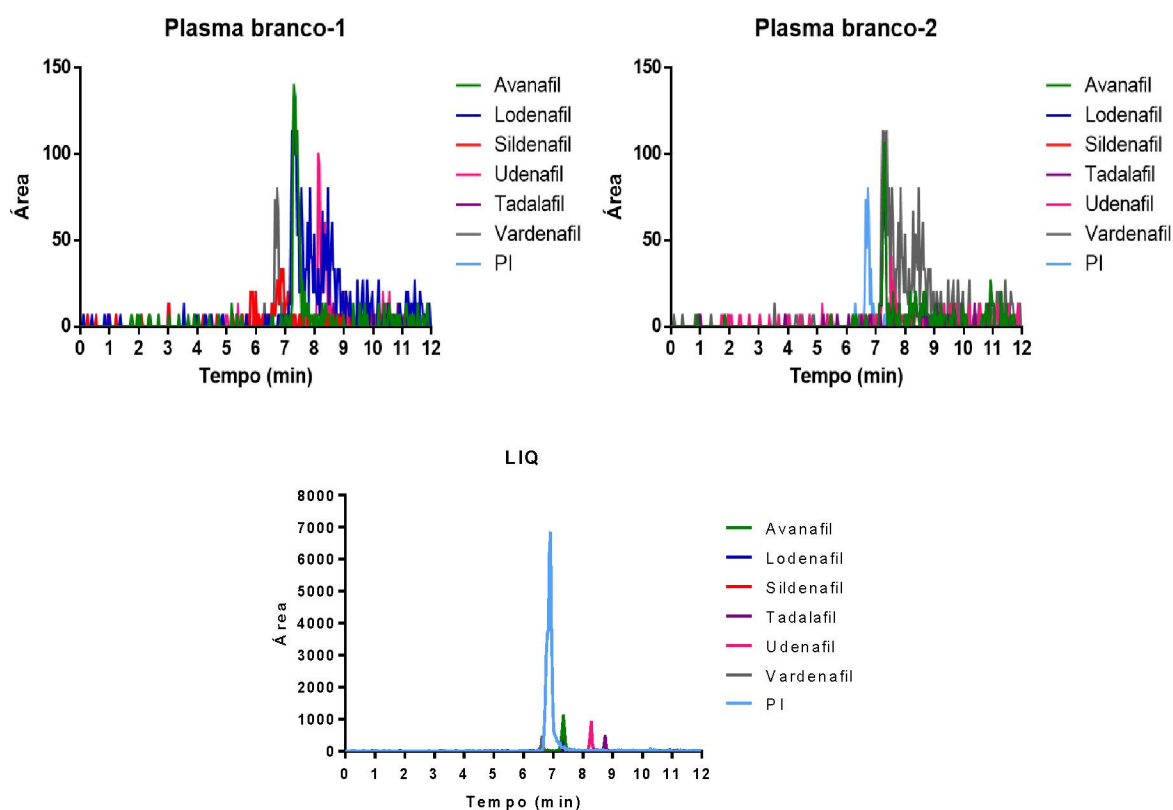 Plasma branco-1
150
100
50
0
Área
0 1 2 3 4 5 6 7 8 9 10 11 12
Tempo (min)
Avanafil
Lodenafil
Sildenafil
Udenafil
Tadalafil
Vardenafil
PI
Plasma branco-2
150
100
50
0
Área
0 1 2 3 4 5 6 7 8 9 10 11 12
Tempo (min)
Avanafil
Lodenafil
Sildenafil
Tadalafil
Udenafil
Vardenafil
PI
LIQ
8000
7000
6000
5000
4000
3000
2000
1000
0
Área
0 1 2 3 4 5 6 7 8 9 10 11 12
Tempo (min)
Avanafil
Lodenafil
Sildenafil
Tadalafil
Udenafil
Vardenafil
PI